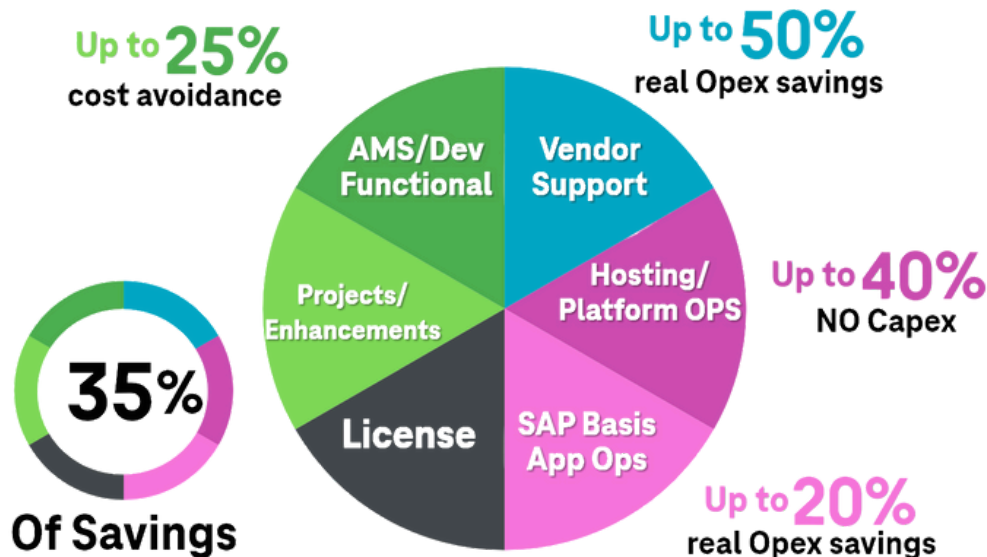 Up to 25%
cost avoidance
Up to 50%
real Opex savings
AMS/Dev
Functional
Vendor
Support
Projects/
Enhancements
Hosting/
Platform OPS
Up to 40%
NO Capex
License
SAP Basis
App Ops
35%
Of Savings
Up to 20%
real Opex savings